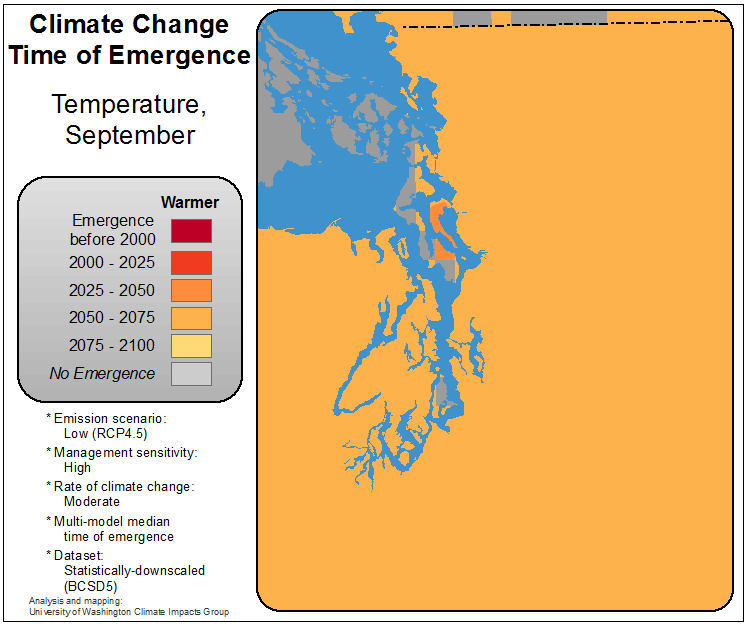 Climate Change
Time of Emergence
Temperature,
September
Warmer
Emergence
before 2000
2000 - 2025
2025 - 2050
2050 - 2075
2075 - 2100
No Emergence
* Emission scenario:
Low (RCP4.5)
* Management sensitivity:
High
* Rate of climate change:
Moderate
* Multi-model median
time of emergence
* Dataset:
Statistically-downscaled
(BCSD5)
Analysis and mapping:
University of Washington Climate Impacts Group